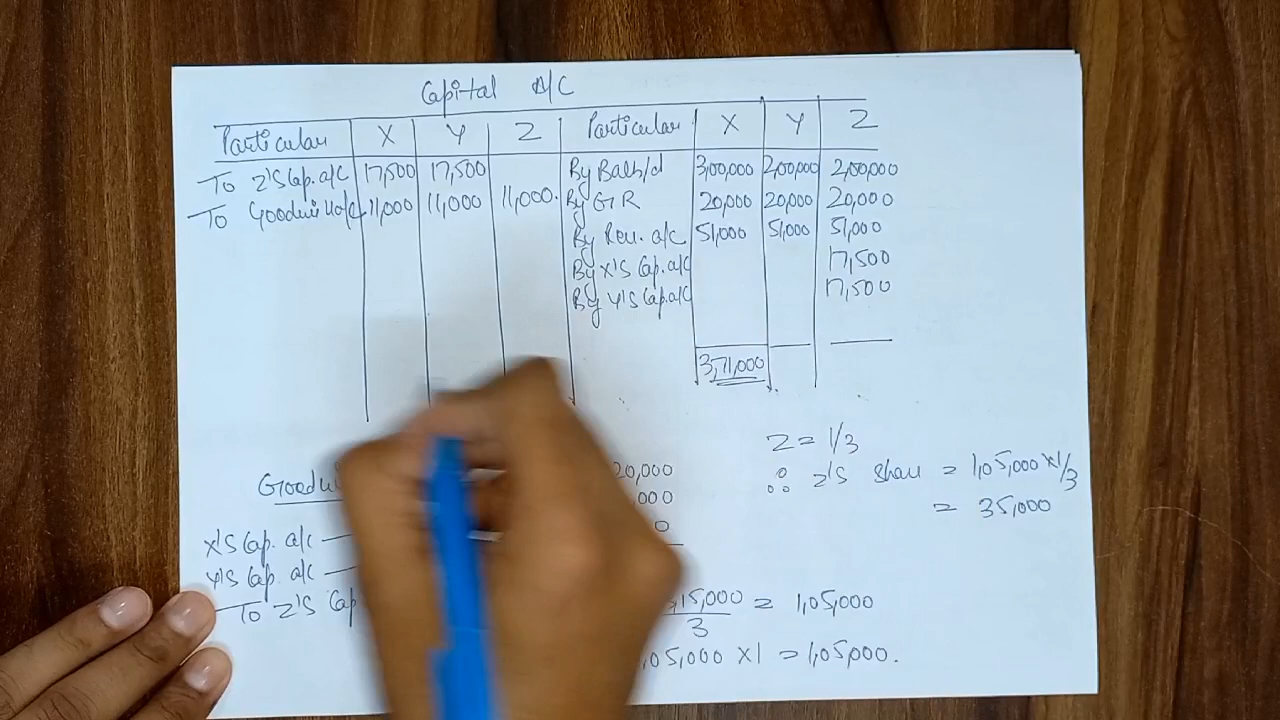 Capital A/C
Particular X Y Z Particular X Y Z
To Z'S Cap. a/c 17,500 17,500 By Bal b/d 3,00,000 2,00,000 2,00,000
To Goodwill a/c 11,000 11,000 11,000. By G R 20,000 20,000 20,000
By Rev. a/c 51,000 51,000 51,000
By X'S Cap. a/c 17,500
By Y'S Cap. a/c 17,500
3,71,000
Z = 1/3
∴ Z'S Share = 1,05,000 X 1/3
= 35,000
20,000
,000
0
X'S Cap. a/c
Y'S Cap. a/c
To Z'S Cap
,15,000 = 1,05,000
3
,05,000 X 1 = 1,05,000.